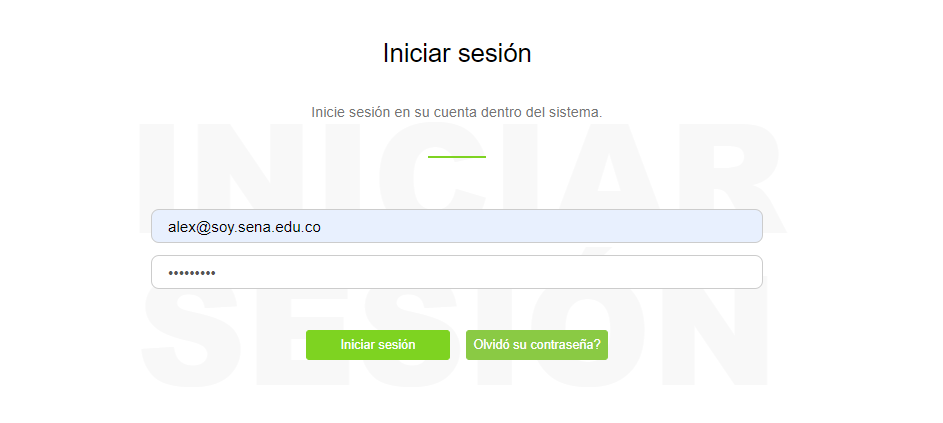 Iniciar sesión
Inicie sesión en su cuenta dentro del sistema.
INICIAR
SESIÓN
alex@soy.sena.edu.co
•••••••••
Iniciar sesión
Olvidó su contraseña?